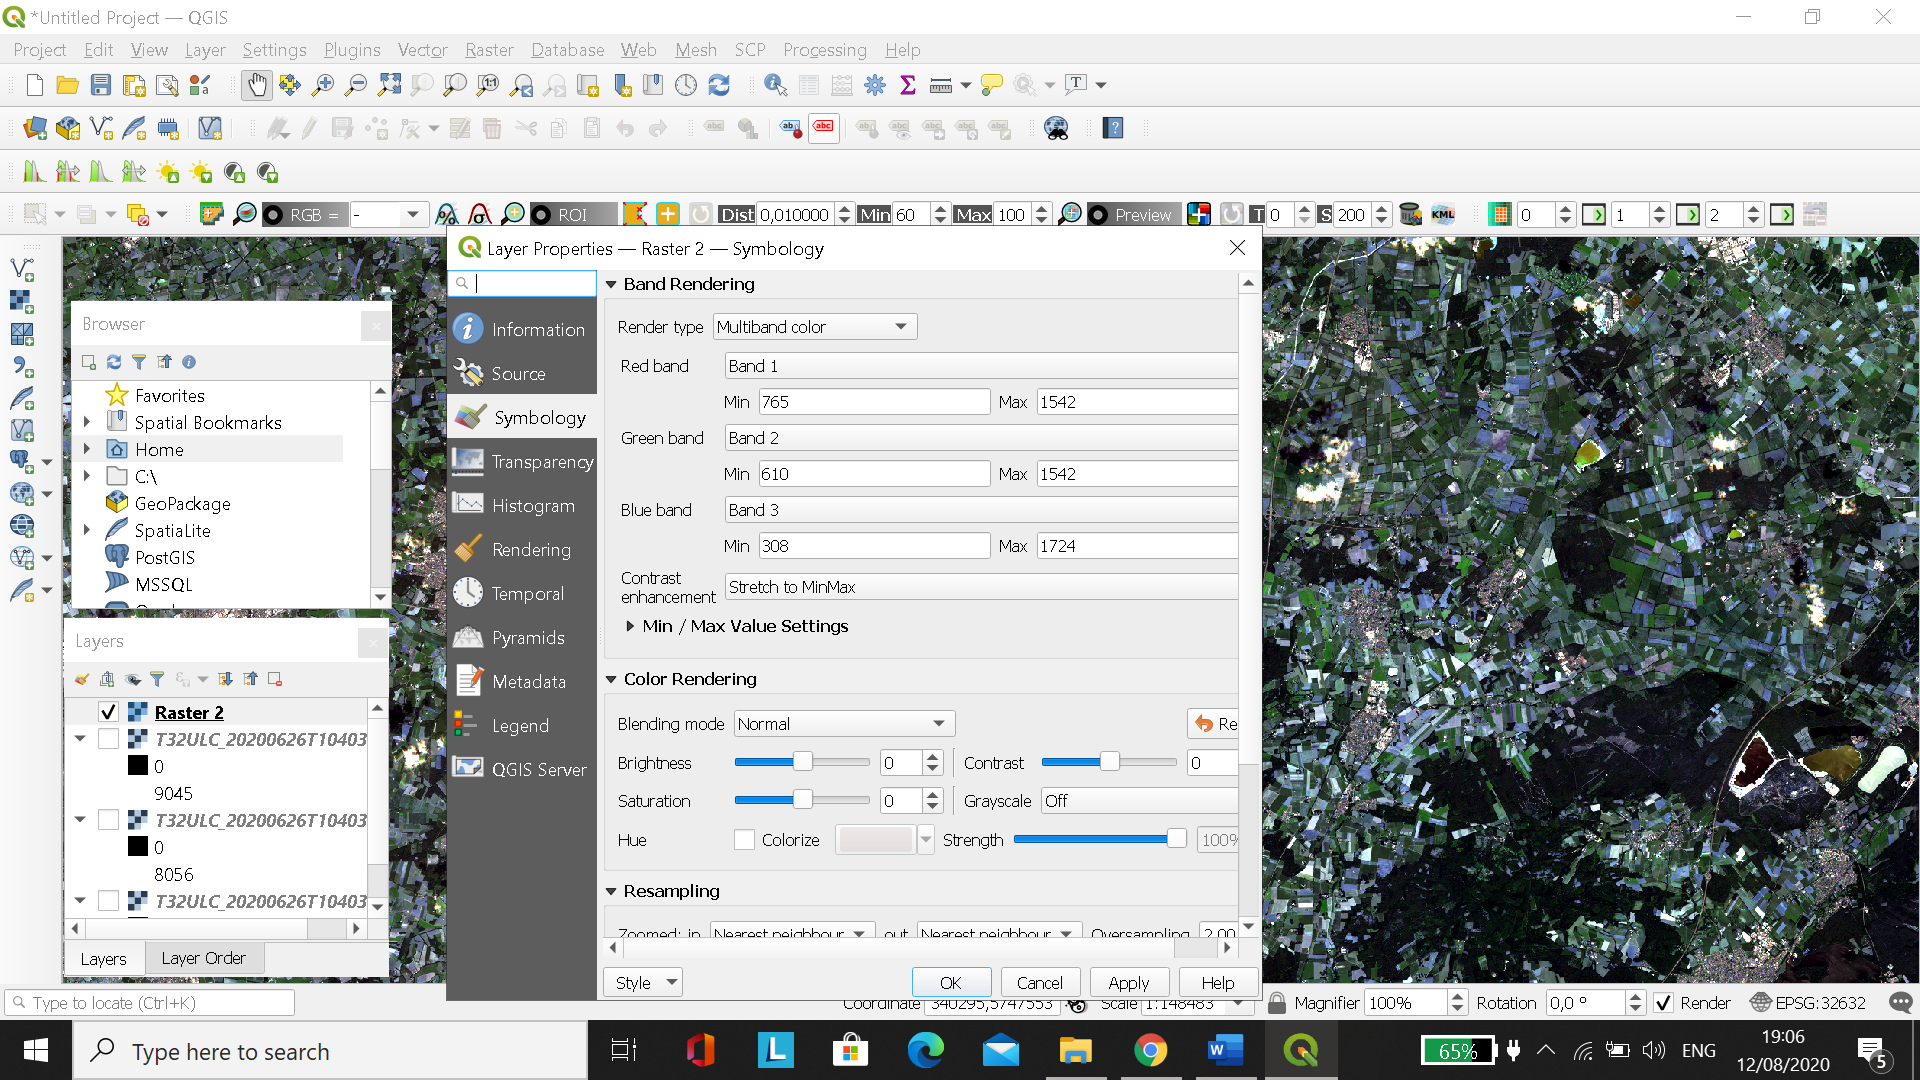 *Untitled Project — QGIS
Project Edit View Layer Settings Plugins Vector Raster Database Web Mesh SCP Processing Help
RGB = - ROI Dist 0,010000 Min 60 Max 100 Preview T 0 S 200 KML 0 1 2
Layer Properties — Raster 2 — Symbology
Browser
Favorites
Spatial Bookmarks
Home
C:\
GeoPackage
SpatiaLite
PostGIS
MSSQL
Layers
Raster 2
T32ULC_20200626T10403
0
9045
T32ULC_20200626T10403
0
8056
T32ULC_20200626T10403
Layers Layer Order
Information
Source
Symbology
Transparency
Histogram
Rendering
Temporal
Pyramids
Metadata
Legend
QGIS Server
Band Rendering
Render type Multiband color
Red band Band 1
Min 765 Max 1542
Green band Band 2
Min 610 Max 1542
Blue band Band 3
Min 308 Max 1724
Contrast
enhancement Stretch to MinMax
Min / Max Value Settings
Color Rendering
Blending mode Normal Re
Brightness 0 Contrast 0
Saturation 0 Grayscale Off
Hue Colorize Strength 100%
Resampling
Zoomed: in Nearest neighbour out Nearest neighbour Oversampling 2,00
Style OK Cancel Apply Help
Type to locate (Ctrl+K) Coordinate 340295,5747553 Scale 1:148483 Magnifier 100% Rotation 0,0 ° Render EPSG:32632
Type here to search 65% ENG 19:06
12/08/2020 5